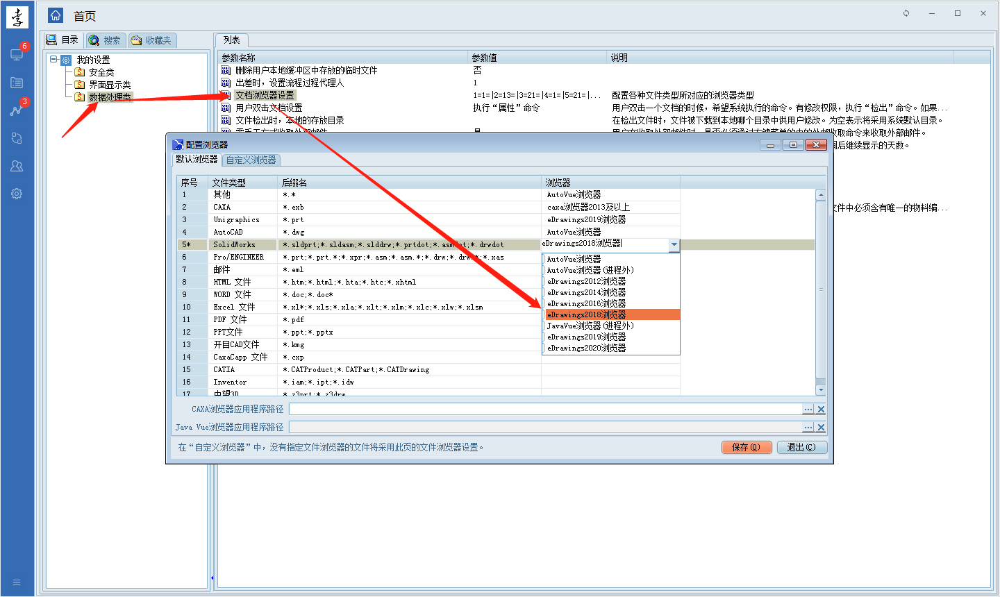 李
首页
6
3
目录 搜索 收藏夹
我的设置
安全类
界面显示类
数据处理类
列表
参数名称 参数值 说明
删除用户本地缓冲区中存放的临时文件 否
出差时，设置流程过程代理人 1
文档浏览器设置 1=1=|2=13=|3=21=|4=1=|5=21=|... 配置各种文件类型所对应的浏览器类型
用户双击文档设置 执行“属性”命令 用户双击一个文档的时候，希望系统执行的命令。有修改权限，执行“检出”命令。如果...
文件检出时，本地的存放目录 在检出文件时，文件被下载到本地哪个目录中供用户修改。为空表示将采用系统默认目录。
用户在收取外部邮件时，是否必须通过右键菜单的中的外邮收取命令来收取外部邮件。
后继续显示的天数。
文件中必须含有唯一的物料编...
配置浏览器
默认浏览器 自定义浏览器
序号 文件类型 后缀名 浏览器
1 其他 *.* AutoVue浏览器
2 CAXA *.exb caxa浏览器2013及以上
3 Unigraphics *.prt eDrawings2019浏览器
4 AutoCAD *.dwg AutoVue浏览器
5* SolidWorks *.sldprt;*.sldasm;*.slddrw;*.prtdot;*.asmdot;*.drwdot eDrawings2018浏览器
6 Pro/ENGINEER *.prt;*.prt.*;*.xpr;*.asm;*.asm.*;*.drw;*.drw.*;*.xas
7 邮件 *.eml
8 HTML 文件 *.htm;*.html;*.hta;*.htc;*.xhtml
9 WORD 文件 *.doc;*.doc*
10 Excel 文件 *.xl*;*.xls;*.xla;*.xlt;*.xlm;*.xlc;*.xlw;*.xlsm
11 PDF 文件 *.pdf
12 PPT文件 *.ppt;*.pptx
13 开目CAD文件 *.kmg
14 CaxaCapp 文件 *.cxp
15 CATIA *.CATProduct;*.CATPart;*.CATDrawing
16 Inventor *.iam;*.ipt;*.idw
17 中望3D *.z3prt;*.z3drw
AutoVue浏览器
AutoVue浏览器(进程外)
eDrawings2012浏览器
eDrawings2014浏览器
eDrawings2016浏览器
eDrawings2018浏览器
JavaVue浏览器(进程外)
eDrawings2019浏览器
eDrawings2020浏览器
CAXA浏览器应用程序路径
Java Vue浏览器应用程序路径
在“自定义浏览器”中，没有指定文件浏览器的文件将采用此页的文件浏览器设置。
保存(O) 退出(C)